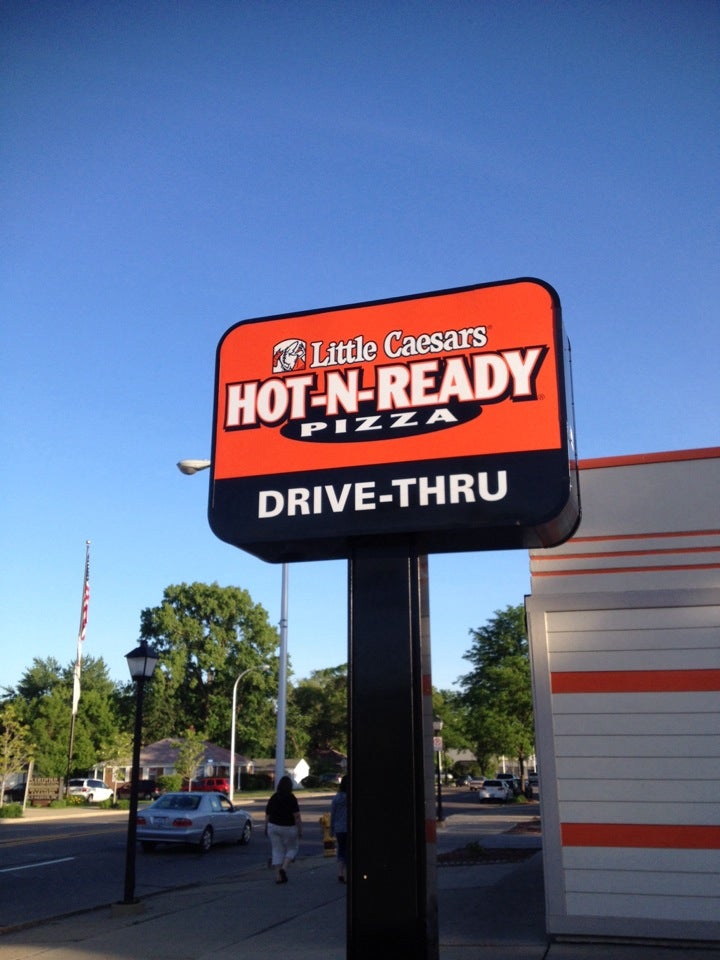 Little Caesars
HOT-N-READY
PIZZA
DRIVE-THRU